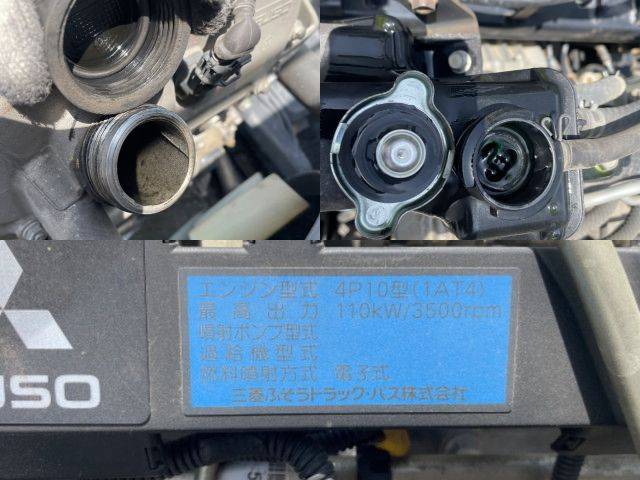 エンジン型式 4P10型(1AT4)
最高出力 110kW/3500rpm
噴射ポンプ型式
過給機型式
燃料噴射方式 電子式
三菱ふそうトラック・バス株式会社
USO